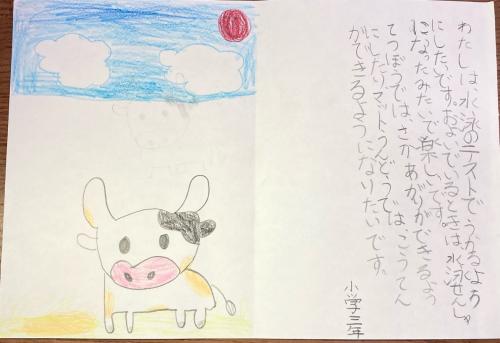 わたしは、水泳のテストでうかるよう
にしたいです。およいでいるときは、水泳せんしゅ
になったみたいで楽しいです。
てつぼうでは、さかあがりができるよう
にしたり、マットうんどうでは、こうてん
ができるようになりたいです。
小学三年